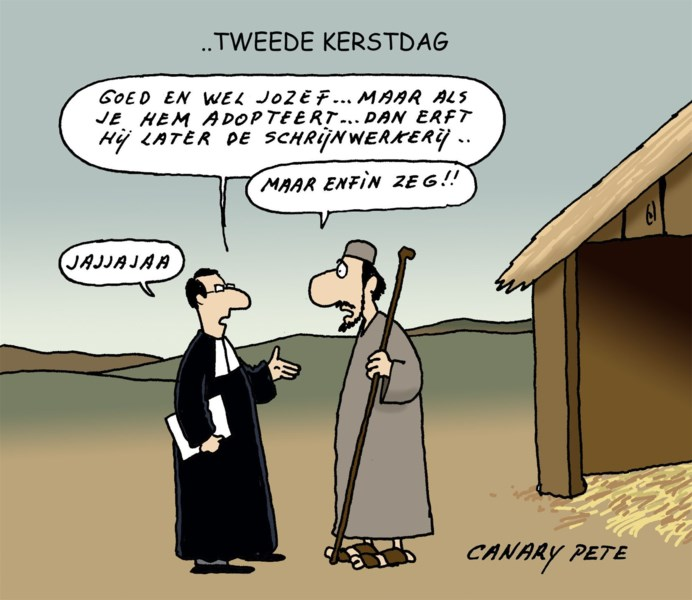 ..TWEEDE KERSTDAG
GOED EN WEL JOZEF... MAAR ALS
JE HEM ADOPTEERT... DAN ERFT
HIJ LATER DE SCHRIJNWERKERIJ..
MAAR ENFIN ZEG!!
JAJJAJAA
CANARY PETE